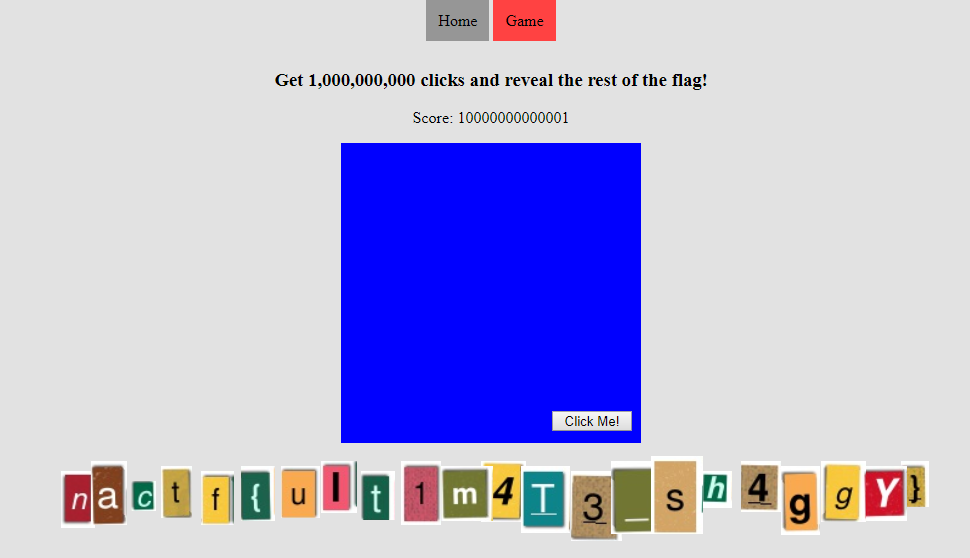 Home Game
Get 1,000,000,000 clicks and reveal the rest of the flag!
Score: 10000000000001
Click Me!
nactf{ult1m4T3_sh4ggY}